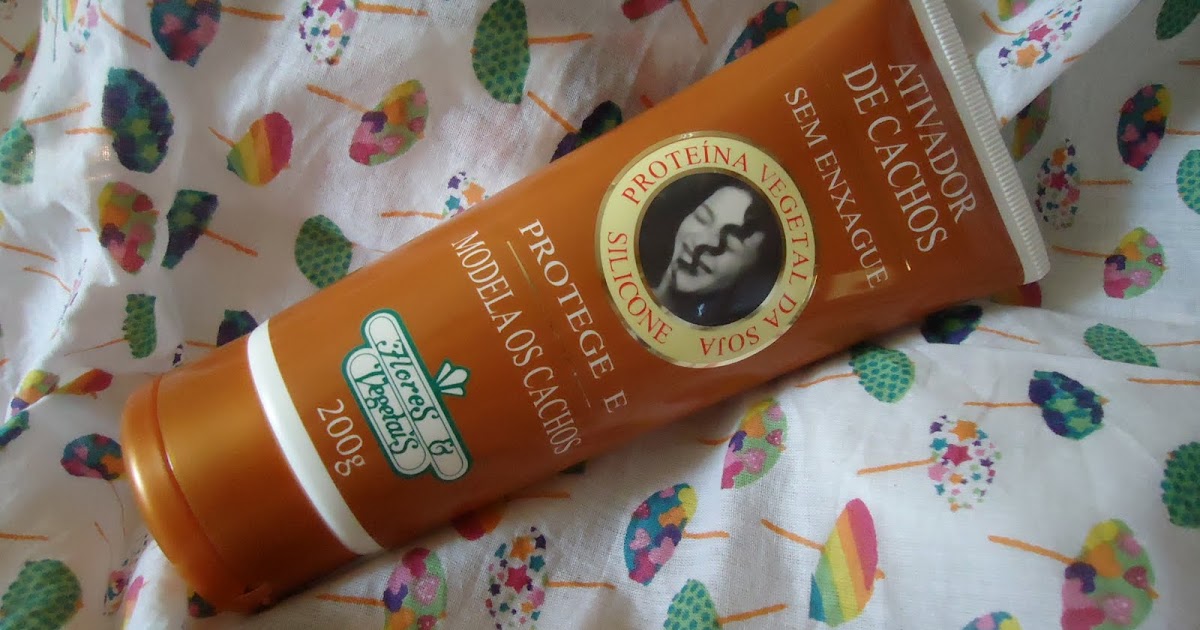 ATIVADOR
DE CACHOS
SEM ENXAGUE
PROTEÍNA VEGETAL DA SOJA
SILICONE
PROTEGE E
MODELA OS CACHOS
Flores &
Vegetais
200g